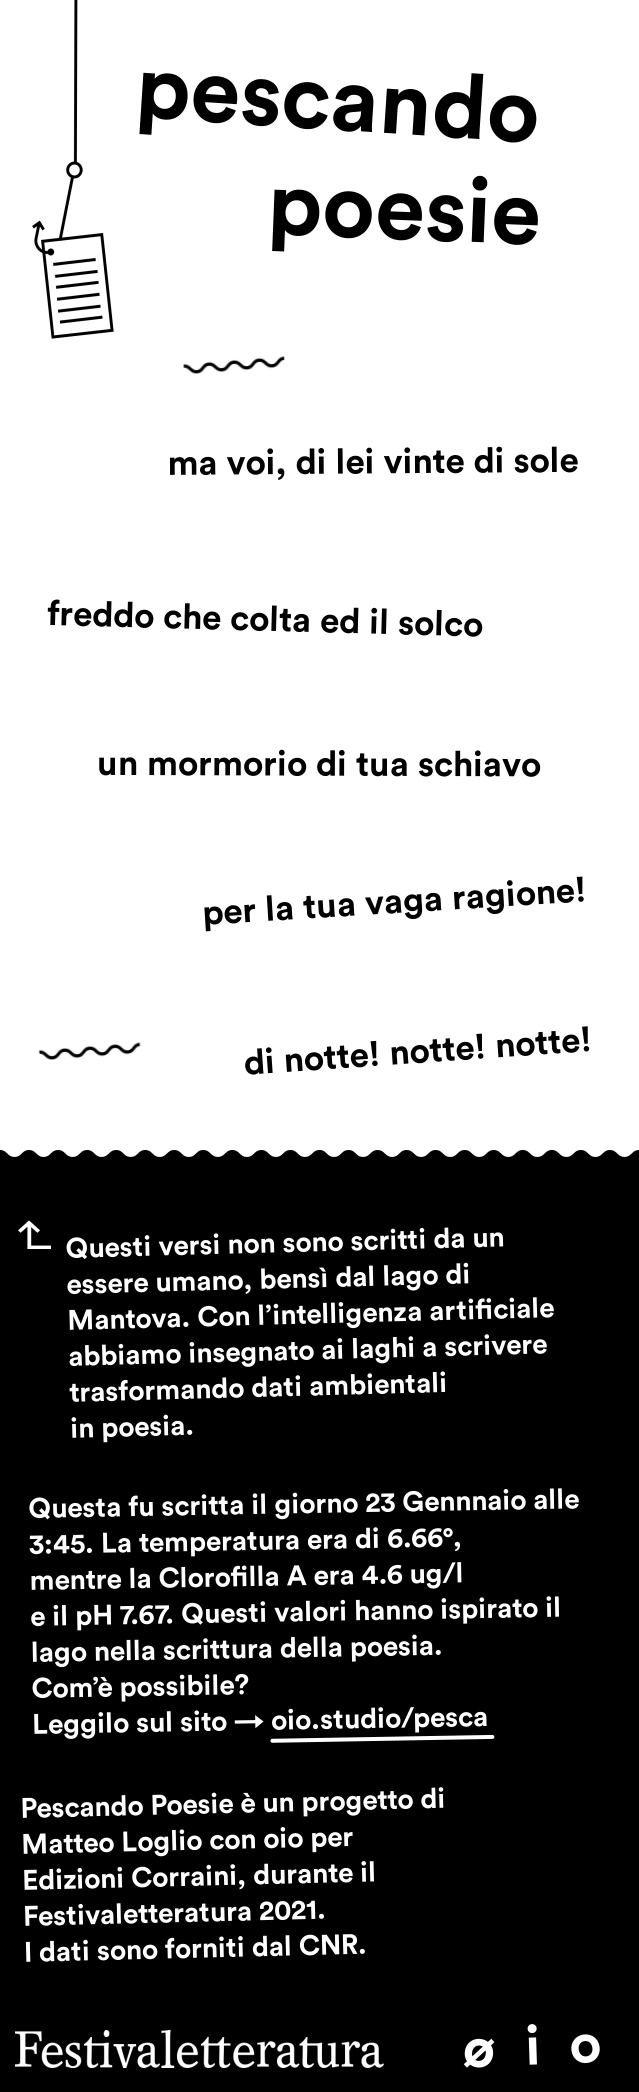 pescando
poesie
ma voi, di lei vinte di sole
freddo che colta ed il solco
un mormorio di tua schiavo
per la tua vaga ragione!
di notte! notte! notte!
Questi versi non sono scritti da un
essere umano, bensì dal lago di
Mantova. Con l’intelligenza artificiale
abbiamo insegnato ai laghi a scrivere
trasformando dati ambientali
in poesia.
Questa fu scritta il giorno 23 Gennnaio alle
3:45. La temperatura era di 6.66°,
mentre la Clorofilla A era 4.6 ug/l
e il pH 7.67. Questi valori hanno ispirato il
lago nella scrittura della poesia.
Com’è possibile?
Leggilo sul sito → oio.studio/pesca
Pescando Poesie è un progetto di
Matteo Loglio con oio per
Edizioni Corraini, durante il
Festivaletteratura 2021.
I dati sono forniti dal CNR.
Festivaletteratura ø i o